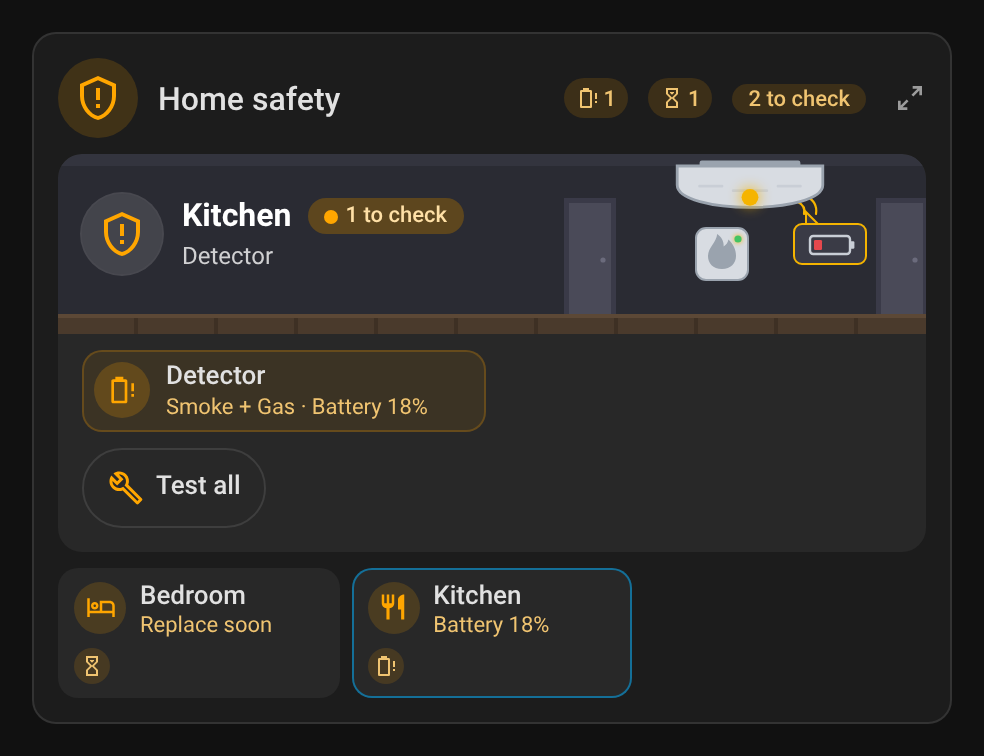 Home safety
1
1
2 to check
Kitchen
1 to check
Detector
Detector
Smoke + Gas · Battery 18%
Test all
Bedroom
Replace soon
Kitchen
Battery 18%